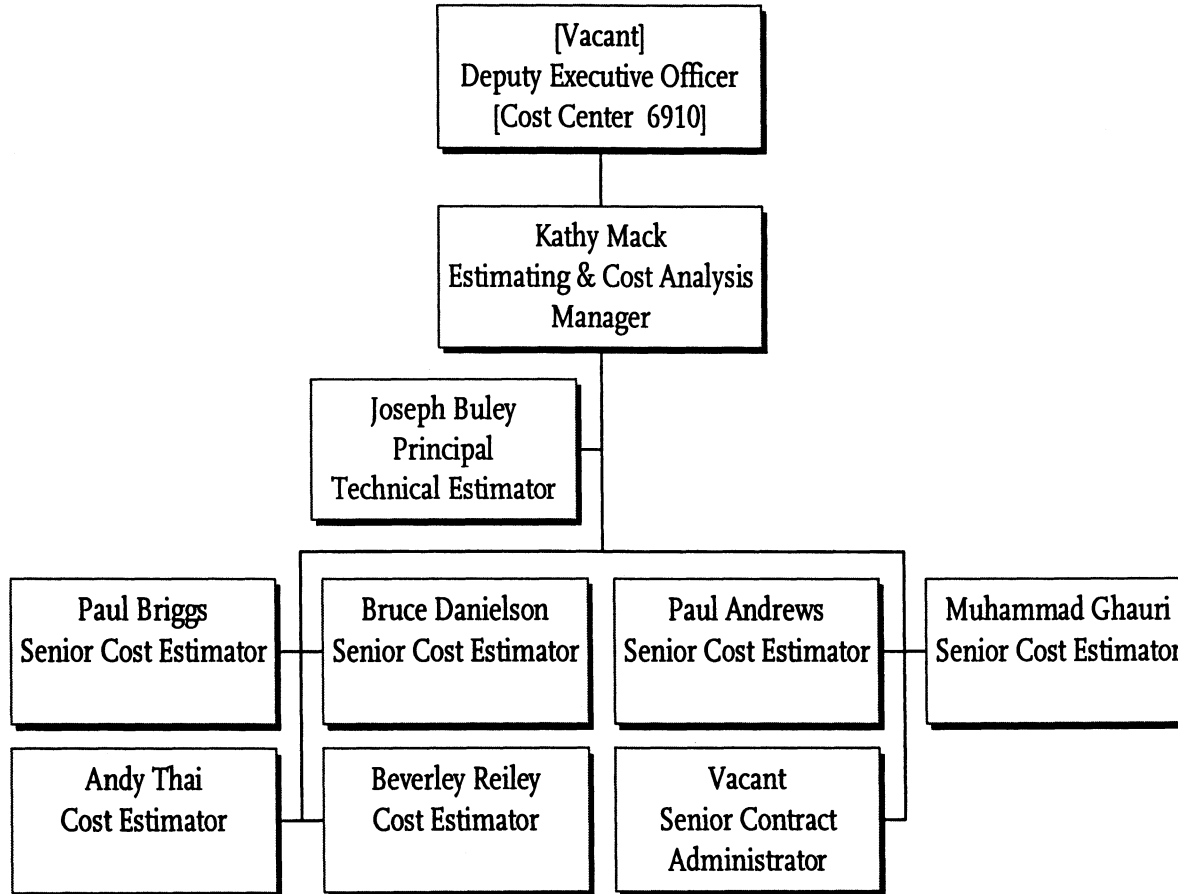 [Vacant]
Deputy Executive Officer
[Cost Center 6910]
Kathy Mack
Estimating & Cost Analysis
Manager
Joseph Buley
Principal
Technical Estimator
Paul Briggs
Senior Cost Estimator
Bruce Danielson
Senior Cost Estimator
Paul Andrews
Senior Cost Estimator
Muhammad Ghauri
Senior Cost Estimator
Andy Thai
Cost Estimator
Beverley Reiley
Cost Estimator
Vacant
Senior Contract
Administrator